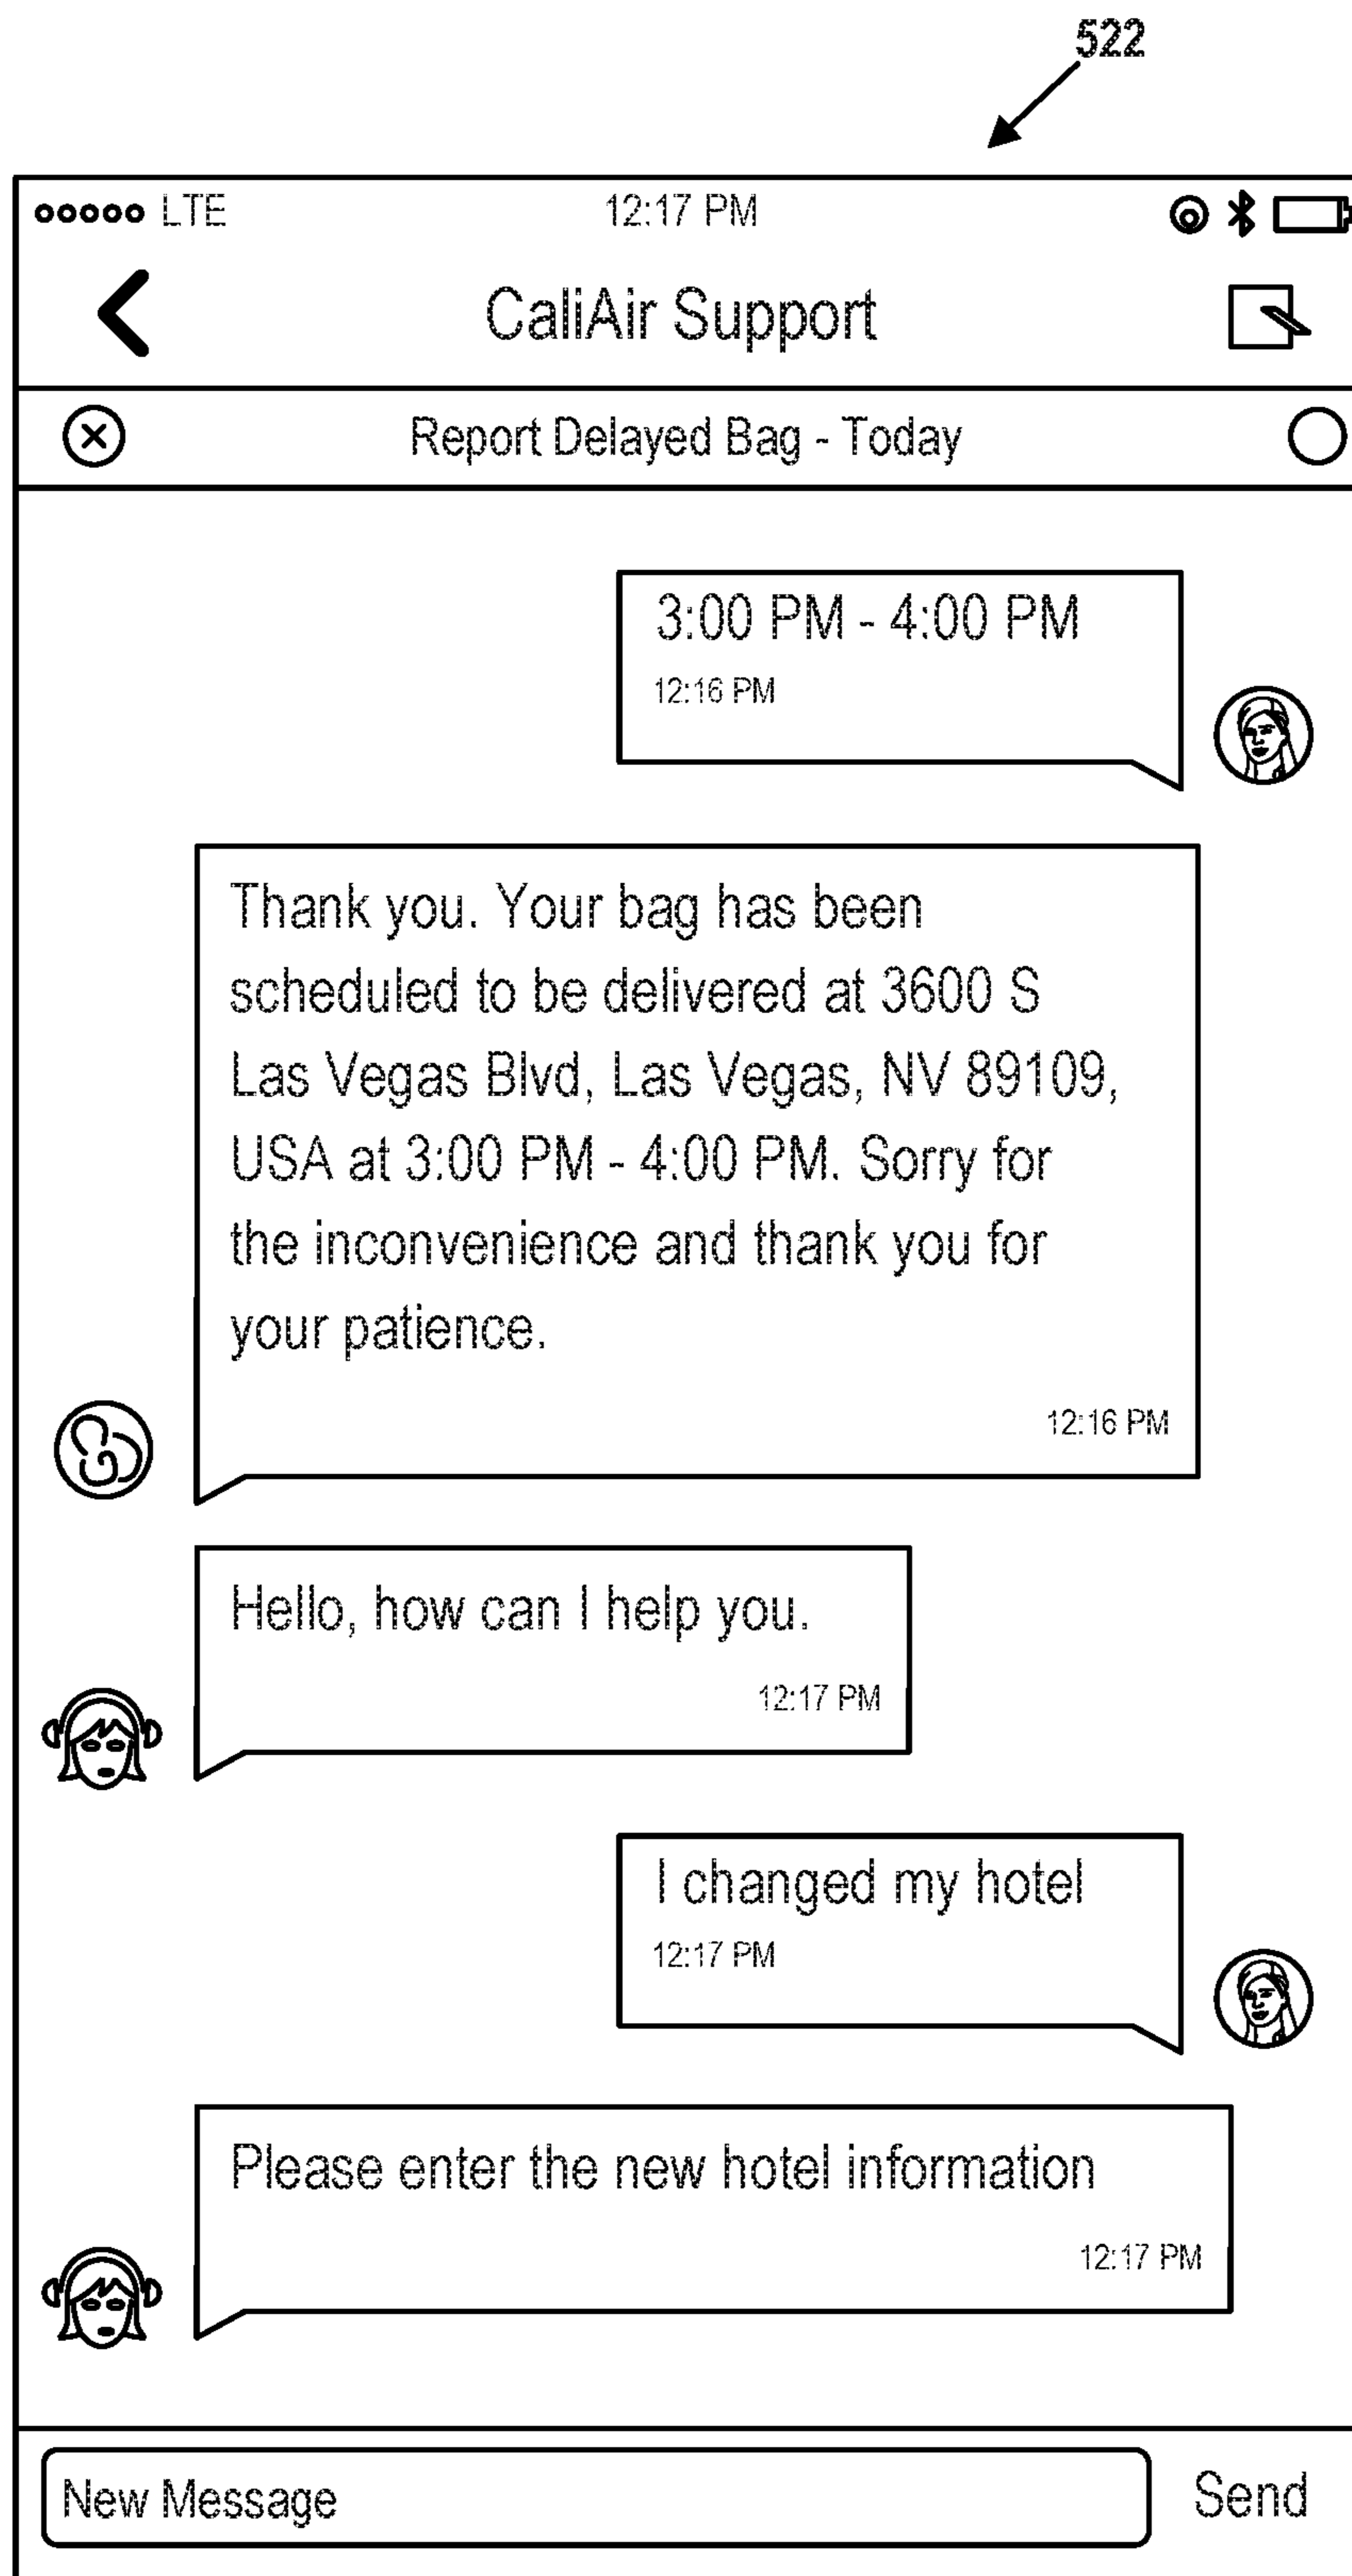 522
LTE 12:17 PM
CaliAir Support
Report Delayed Bag - Today
3:00 PM - 4:00 PM
12:16 PM
Thank you. Your bag has been
scheduled to be delivered at 3600 S
Las Vegas Blvd, Las Vegas, NV 89109,
USA at 3:00 PM - 4:00 PM. Sorry for
the inconvenience and thank you for
your patience.
12:16 PM
Hello, how can I help you.
12:17 PM
I changed my hotel
12:17 PM
Please enter the new hotel information
12:17 PM
New Message Send